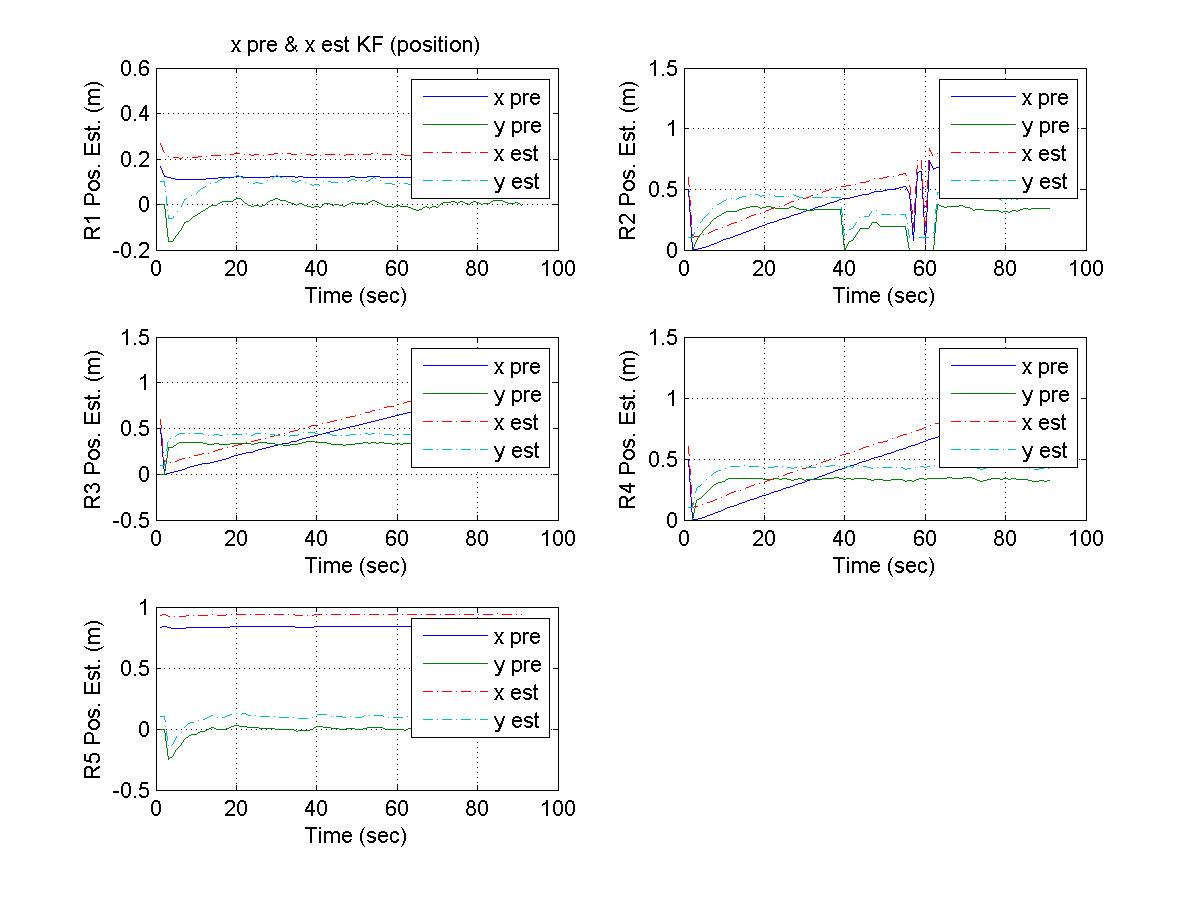 x pre & x est KF (position)
R1 Pos. Est. (m)
0.6
0.4
0.2
0
-0.2
0 20 40 60 80 100
Time (sec)
x pre
y pre
x est
y est
R2 Pos. Est. (m)
1.5
1
0.5
0
0 20 40 60 80 100
Time (sec)
x pre
y pre
x est
y est
R3 Pos. Est. (m)
1.5
1
0.5
0
-0.5
0 20 40 60 80 100
Time (sec)
x pre
y pre
x est
y est
R4 Pos. Est. (m)
1.5
1
0.5
0
0 20 40 60 80 100
Time (sec)
x pre
y pre
x est
y est
R5 Pos. Est. (m)
1
0.5
0
-0.5
0 20 40 60 80 100
Time (sec)
x pre
y pre
x est
y est